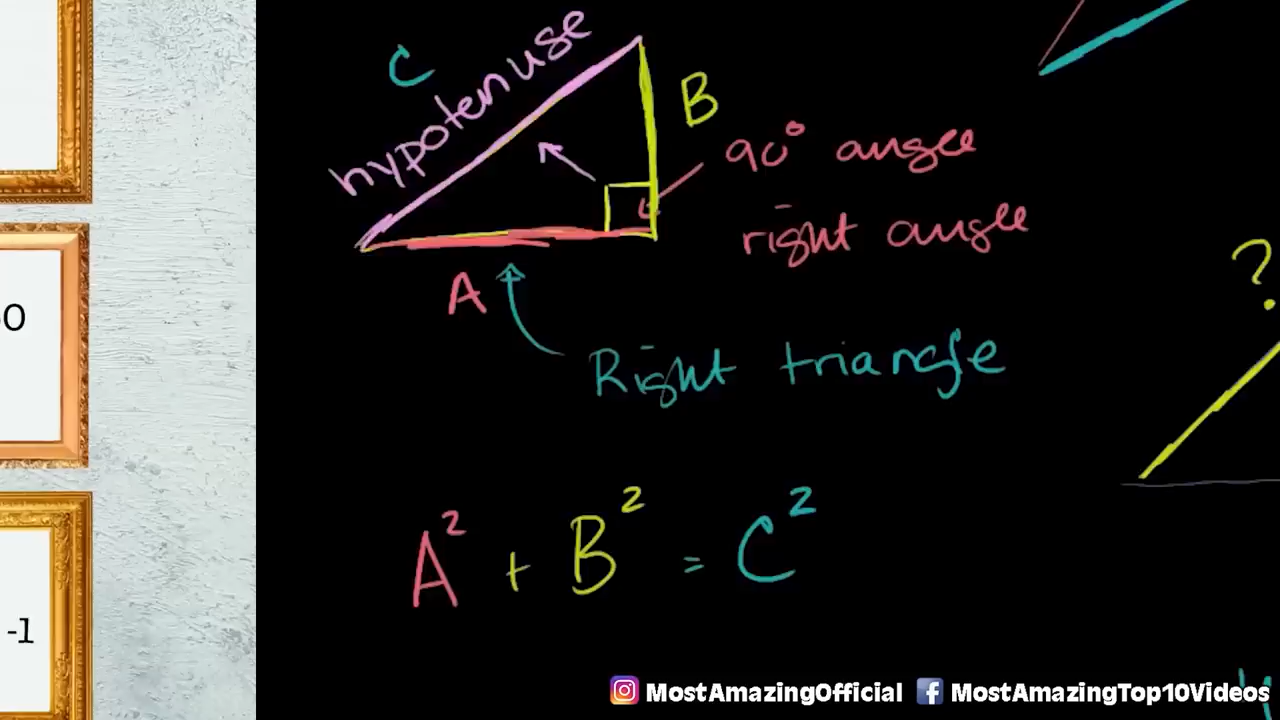 C
hypotenuse
B
90° angle
right angle
A
Right triangle
?
A² + B² = C²
0
-1
MostAmazingOfficial
MostAmazingTop10Videos